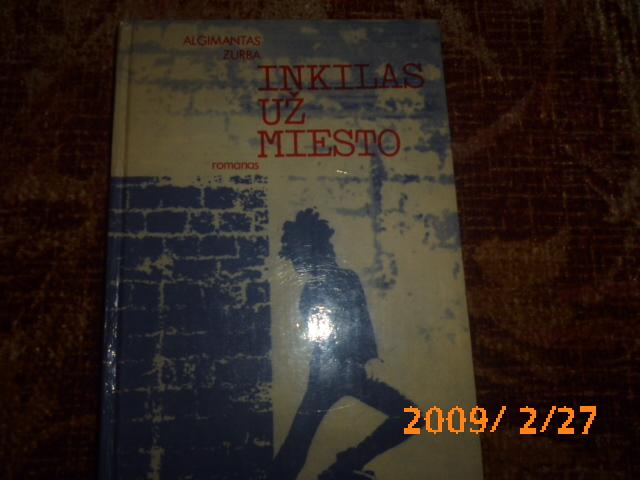 ALGIMANTAS
ZURBA
INKILAS
UŽ
MIESTO
romanas
2009/ 2/27